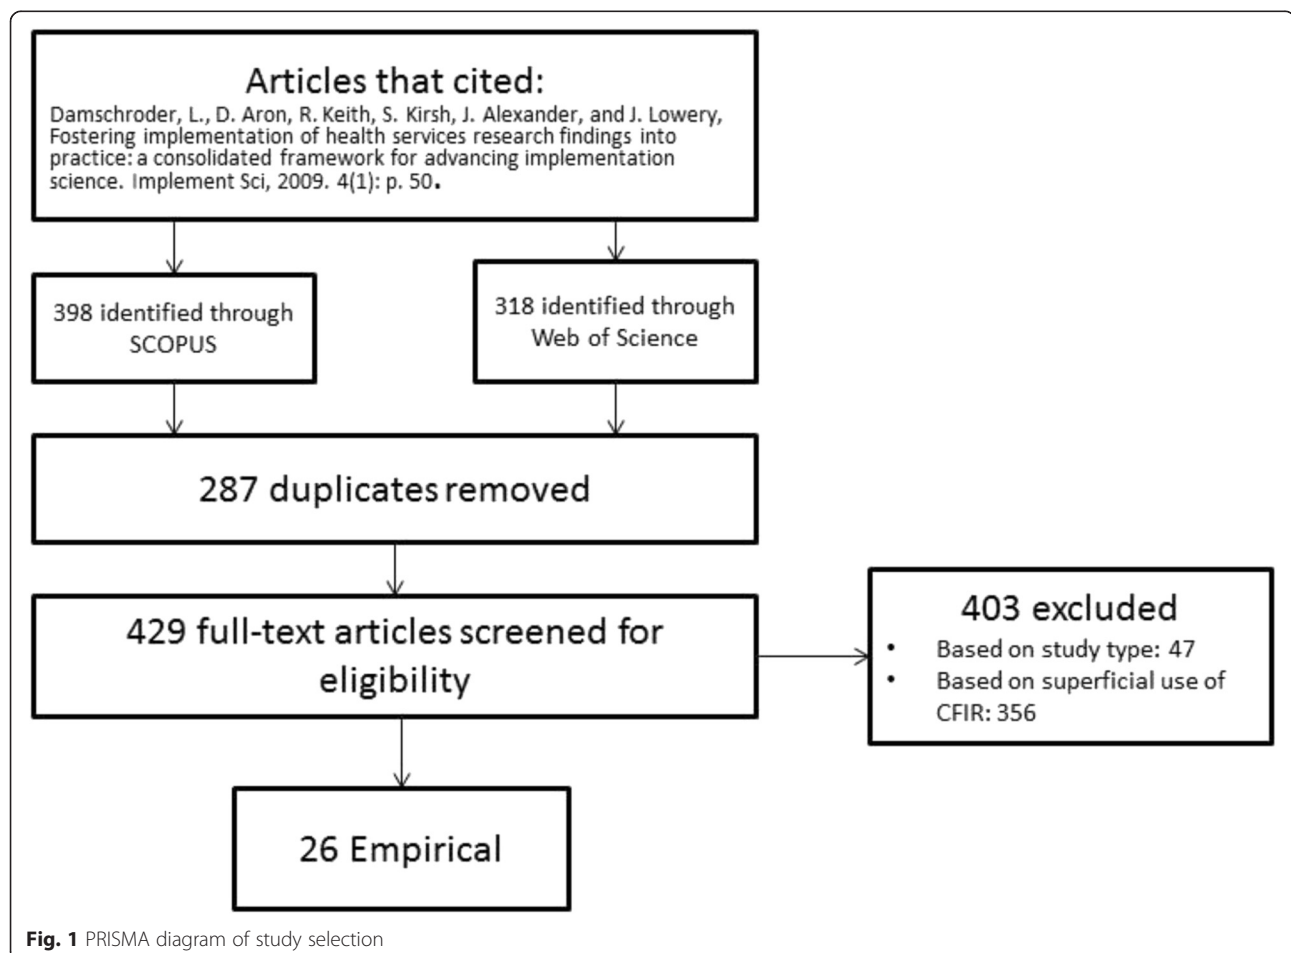 Articles that cited:
Damschroder, L., D. Aron, R. Keith, S. Kirsh, J. Alexander, and J. Lowery,
Fostering implementation of health services research findings into
practice: a consolidated framework for advancing implementation
science. Implement Sci, 2009. 4(1): p. 50.
398 identified through
SCOPUS
318 identified through
Web of Science
287 duplicates removed
429 full-text articles screened for
eligibility
403 excluded
• Based on study type: 47
• Based on superficial use of
CFIR: 356
26 Empirical
Fig. 1 PRISMA diagram of study selection